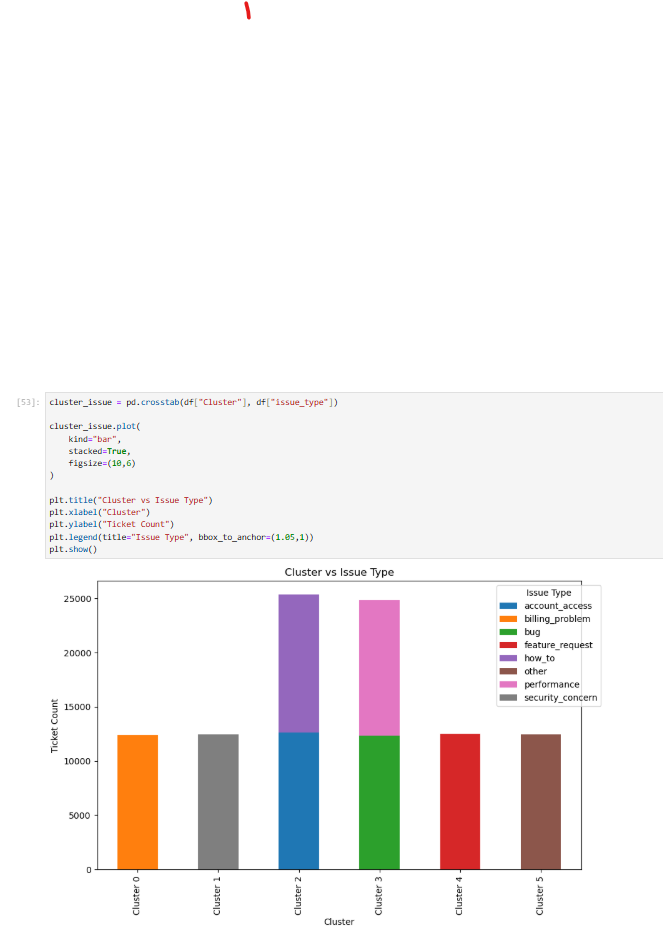 [53]: cluster_issue = pd.crosstab(df["Cluster"], df["issue_type"])
cluster_issue.plot(
kind="bar",
stacked=True,
figsize=(10,6)
)
plt.title("Cluster vs Issue Type")
plt.xlabel("Cluster")
plt.ylabel("Ticket Count")
plt.legend(title="Issue Type", bbox_to_anchor=(1.05,1))
plt.show()
Cluster vs Issue Type
Issue Type
account_access
billing_problem
bug
feature_request
how_to
other
performance
security_concern
Ticket Count
25000
20000
15000
10000
5000
0
Cluster 0
Cluster 1
Cluster 2
Cluster 3
Cluster 4
Cluster 5
Cluster